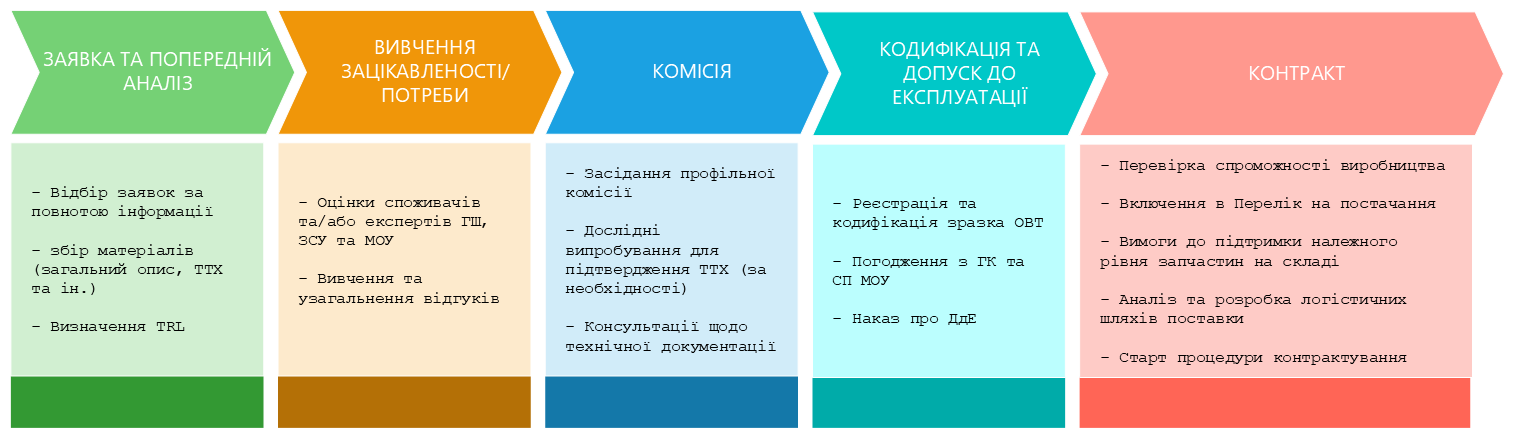 ЗАЯВКА ТА ПОПЕРЕДНІЙ
АНАЛІЗ
ВИВЧЕННЯ
ЗАЦІКАВЛЕНОСТІ/
ПОТРЕБИ
КОМІСІЯ
КОДИФІКАЦІЯ ТА
ДОПУСК ДО
ЕКСПЛУАТАЦІЇ
КОНТРАКТ
– Відбір заявок за
повнотою інформації
– збір матеріалів
(загальний опис, ТТХ
та ін.)
– Визначення TRL
– Оцінки споживачів
та/або експертів ГШ,
ЗСУ та МОУ
– Вивчення та
узагальнення відгуків
– Засідання профільної
комісії
– Дослідні
випробування для
підтвердження ТТХ (за
необхідності)
– Консультації щодо
технічної документації
– Реєстрація та
кодифікація зразка ОВТ
– Погодження з ГК та
СП МОУ
– Наказ про ДдЕ
– Перевірка спроможності виробництва
– Включення в Перелік на постачання
– Вимоги до підтримки належного
рівня запчастин на складі
– Аналіз та розробка логістичних
шляхів поставки
– Старт процедури контрактування